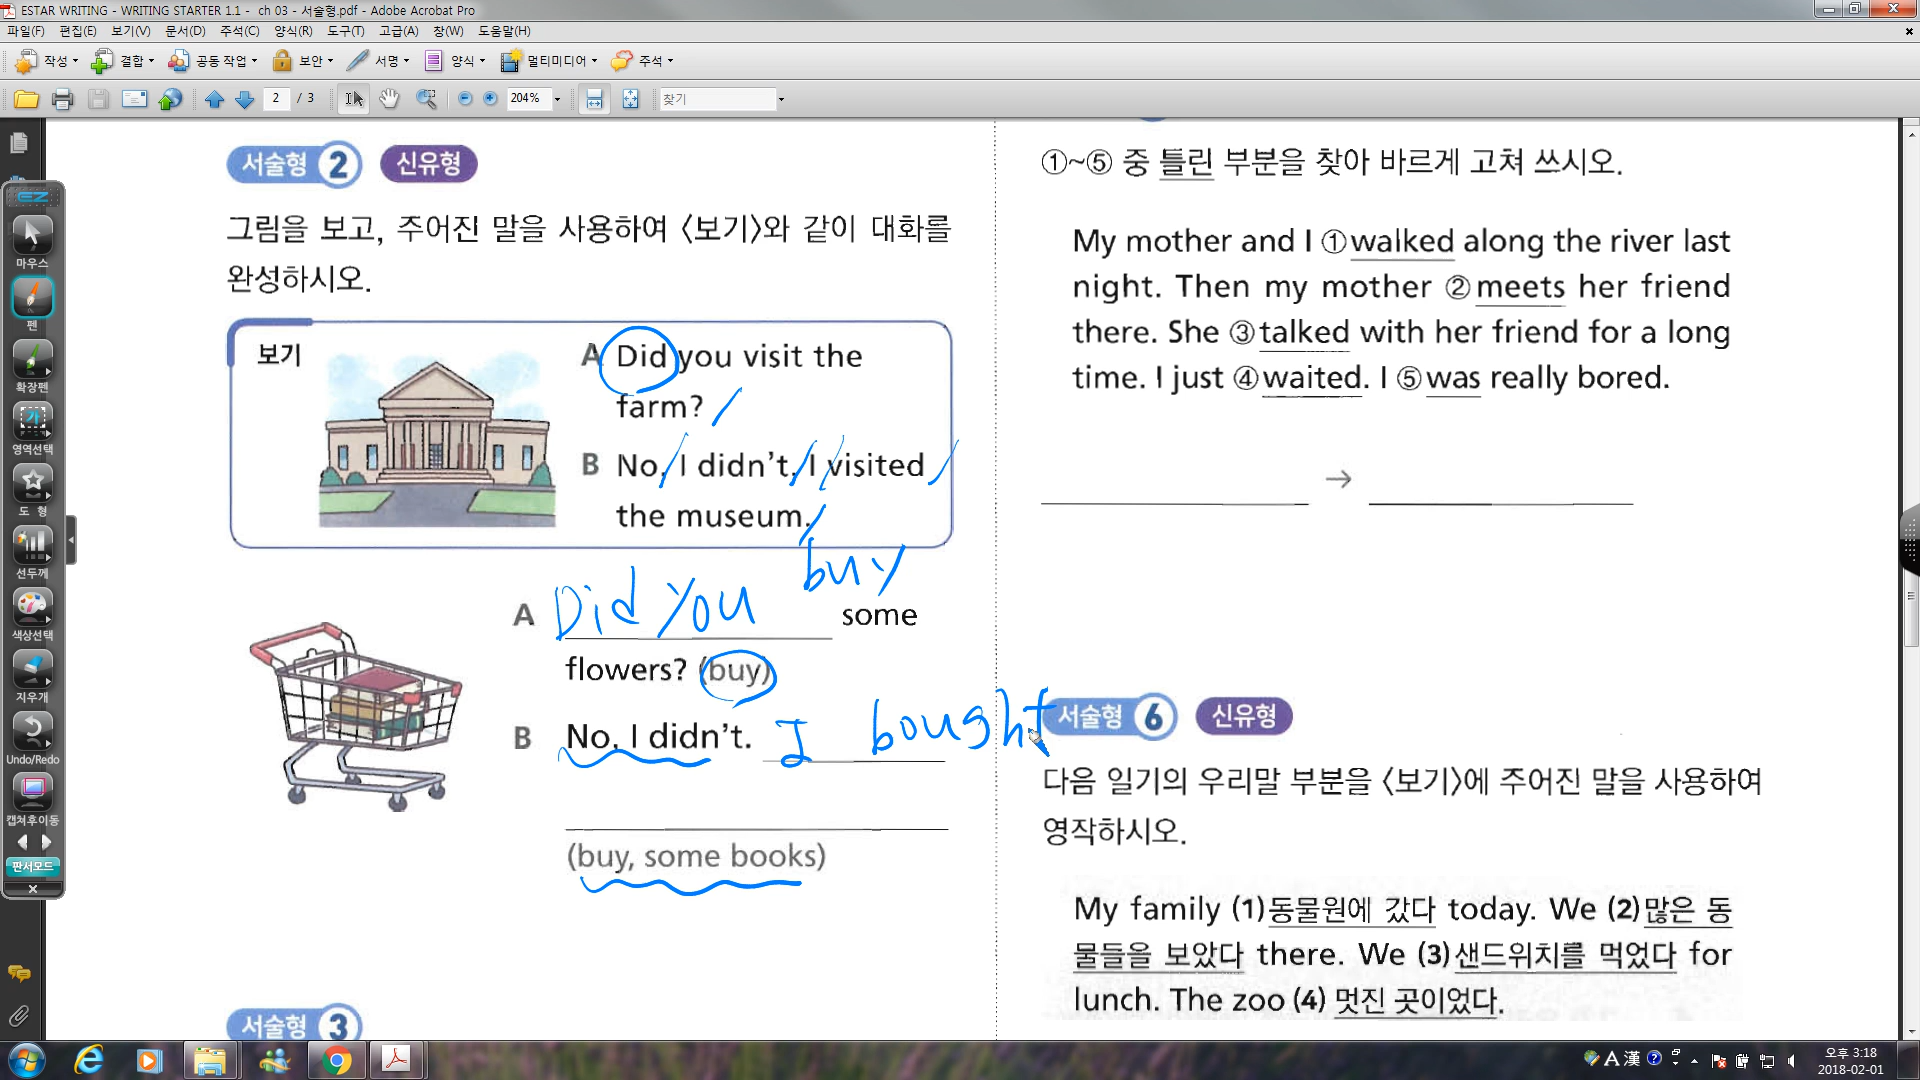 ESTAR WRITING - WRITING STARTER 1.1 - ch 03 - 서술형.pdf - Adobe Acrobat Pro
파일(F) 편집(E) 보기(V) 문서(D) 주석(C) 양식(R) 도구(T) 고급(A) 창(W) 도움말(H)
작성 결합 공동 작업 보안 서명 양식 멀티미디어 주석
2 / 3 204% 찾기
EZ
마우스
펜
확장펜
영역선택
도 형
선두께
색상선택
지우개
Undo/Redo
캡쳐후이동
판서모드
서술형 2 신유형
그림을 보고, 주어진 말을 사용하여 〈보기〉와 같이 대화를
완성하시오.
보기
A Did you visit the
farm?
B No, I didn't. I visited
the museum.
A Did you buy some
flowers? (buy)
B No, I didn't. I bought
(buy, some books)
서술형 3
①~⑤ 중 틀린 부분을 찾아 바르게 고쳐 쓰시오.
My mother and I ①walked along the river last
night. Then my mother ②meets her friend
there. She ③talked with her friend for a long
time. I just ④waited. I ⑤was really bored.
→
서술형 6 신유형
다음 일기의 우리말 부분을 〈보기〉에 주어진 말을 사용하여
영작하시오.
My family (1)동물원에 갔다 today. We (2)많은 동
물들을 보았다 there. We (3)샌드위치를 먹었다 for
lunch. The zoo (4) 멋진 곳이었다.
A 漢
오후 3:18
2018-02-01